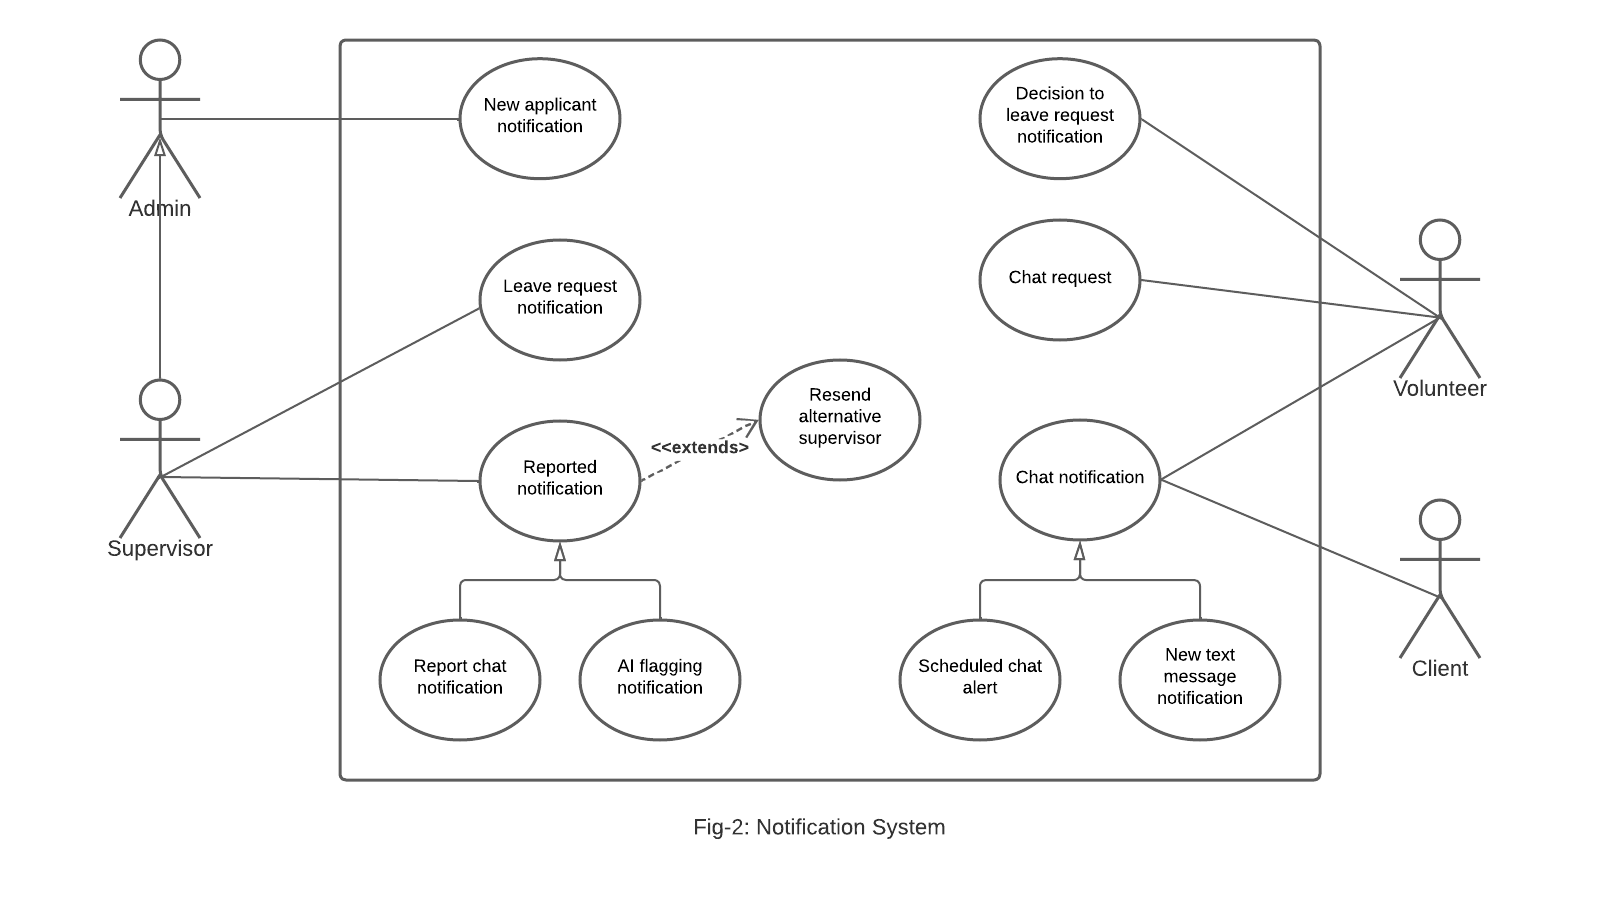 New applicant
notification
Decision to
leave request
notification
Admin
Leave request
notification
Chat request
Volunteer
Resend
alternative
supervisor
<<extends>
Reported
notification
Chat notification
Supervisor
Report chat
notification
AI flagging
notification
Scheduled chat
alert
New text
message
notification
Client
Fig-2: Notification System